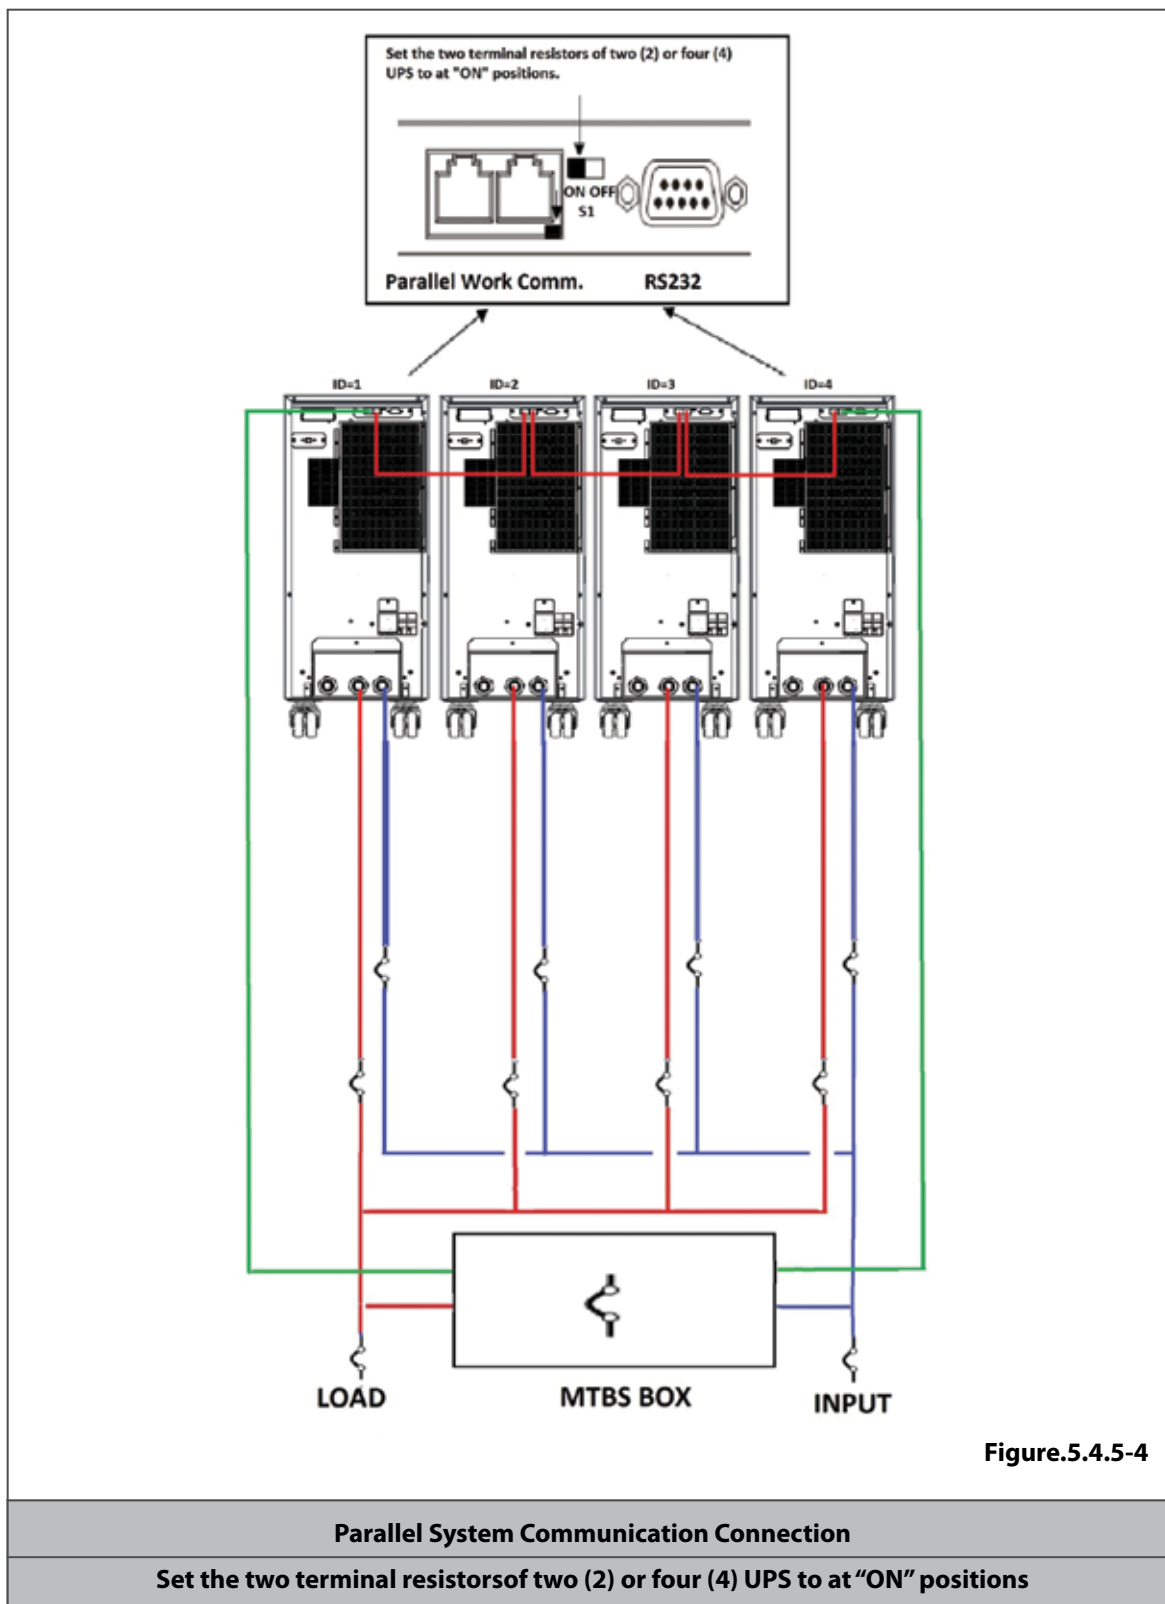 Set the two terminal resistors of two (2) or four (4)
UPS to at "ON" positions.
ON OFF
S1
Parallel Work Comm.
RS232
ID=1
ID=2
ID=3
ID=4
LOAD
MTBS BOX
INPUT
Figure.5.4.5-4
Parallel System Communication Connection
Set the two terminal resistorsof two (2) or four (4) UPS to at “ON” positions